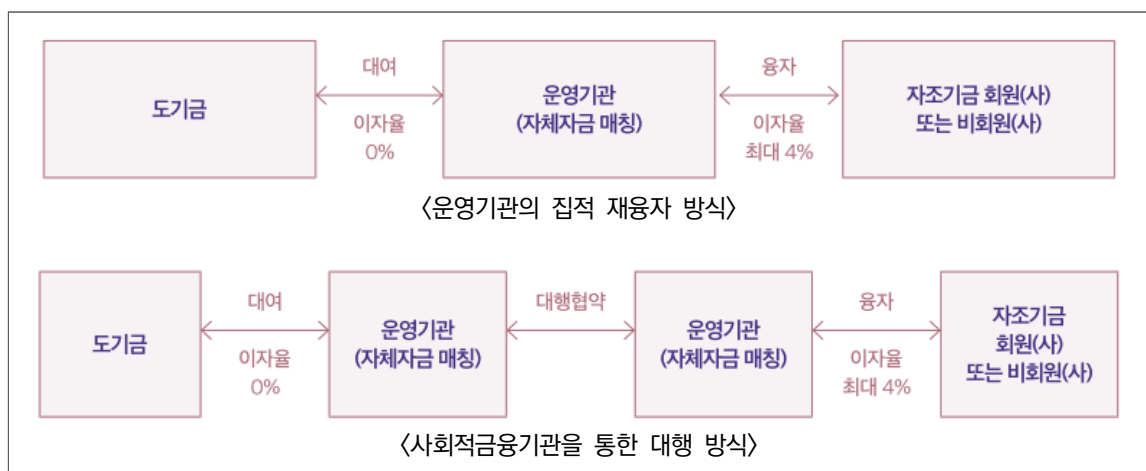 도기금
대여
이자율
0%
운영기관
(자체자금 매칭)
융자
이자율
최대 4%
자조기금 회원(사)
또는 비회원(사)
<운영기관의 집적 재융자 방식>
도기금
대여
이자율
0%
운영기관
(자체자금 매칭)
대행협약
운영기관
(자체자금 매칭)
융자
이자율
최대 4%
자조기금
회원(사)
또는 비회원(사)
<사회적금융기관을 통한 대행 방식>